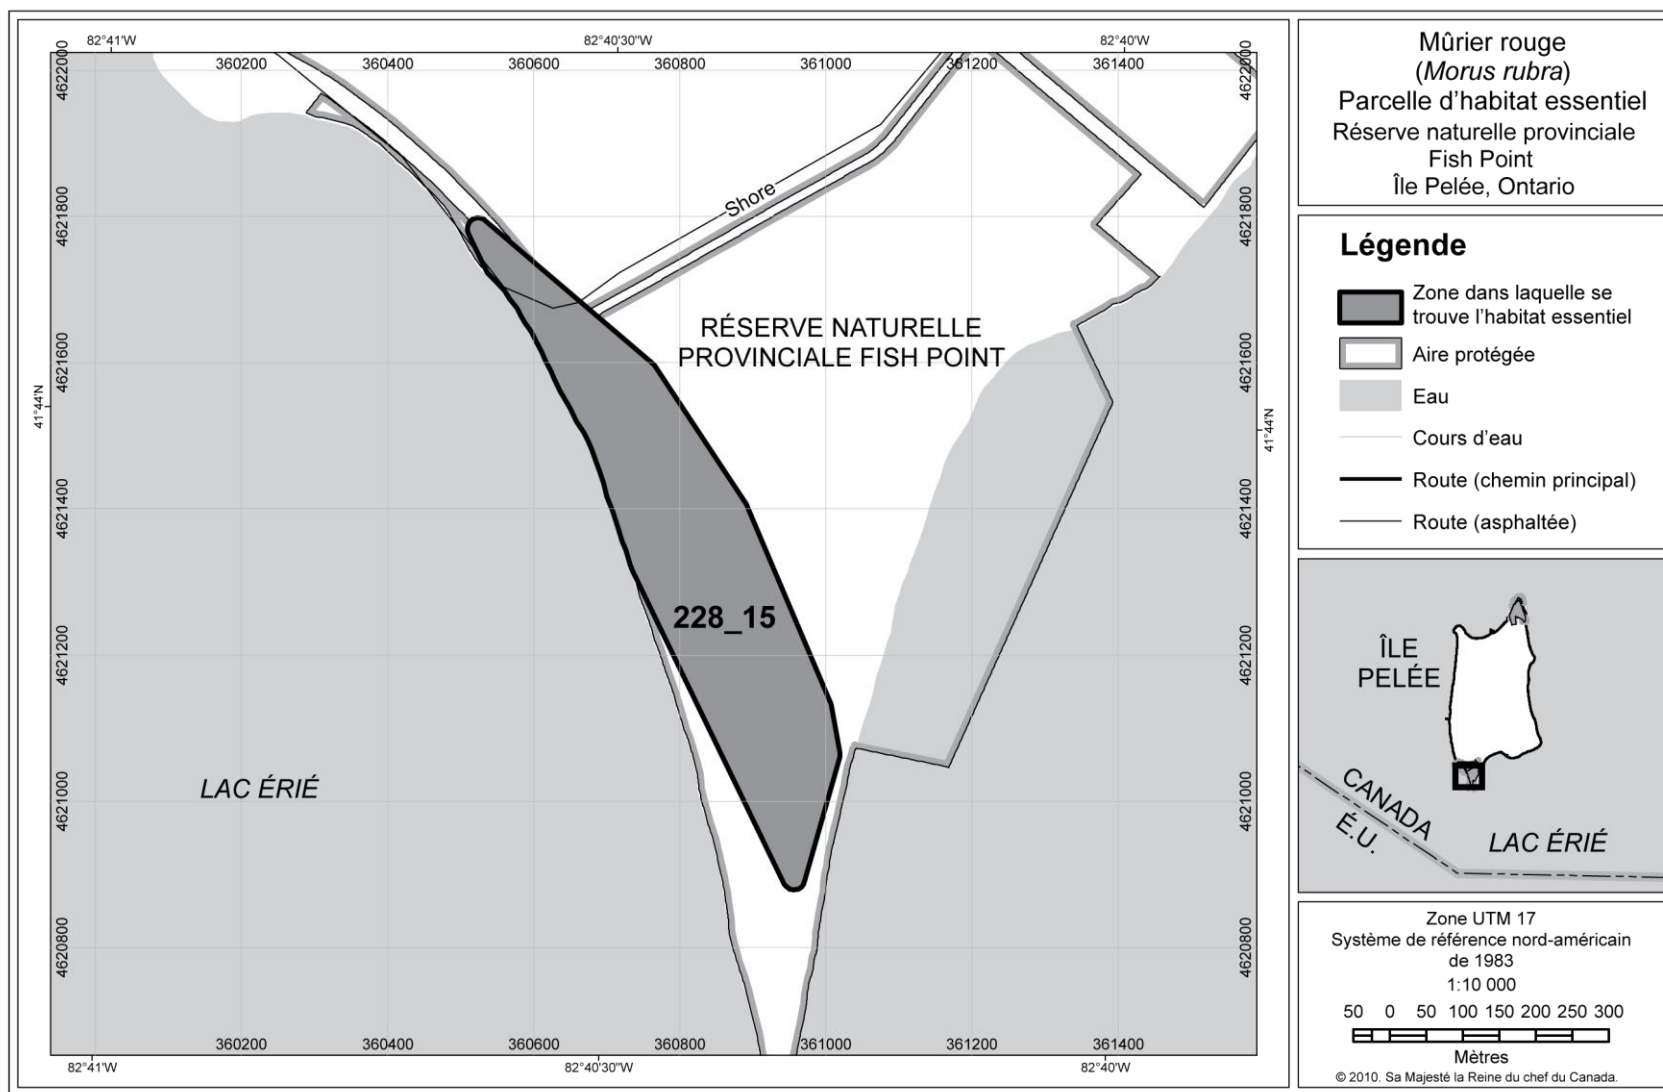 82°41'W
82°40'30"W
82°40'W
360200
360400
360600
360800
361000
361200
361400
4622000
4621800
4621600
4621400
4621200
4621000
4620800
41°44'N
Shore
RÉSERVE NATURELLE
PROVINCIALE FISH POINT
228_15
LAC ÉRIÉ
4622000
4621800
4621600
4621400
4621200
4621000
4620800
41°44'N
360200
360400
360600
360800
361000
361200
361400
82°41'W
82°40'30"W
82°40'W
Mûrier rouge
(Morus rubra)
Parcelle d'habitat essentiel
Réserve naturelle provinciale
Fish Point
Île Pelée, Ontario
Légende
Zone dans laquelle se
trouve l'habitat essentiel
Aire protégée
Eau
Cours d'eau
Route (chemin principal)
Route (asphaltée)
ÎLE
PELÉE
CANADA
É.U.
LAC ÉRIÉ
Zone UTM 17
Système de référence nord-américain
de 1983
1:10 000
50 0 50 100 150 200 250 300
Mètres
© 2010. Sa Majesté la Reine du chef du Canada.